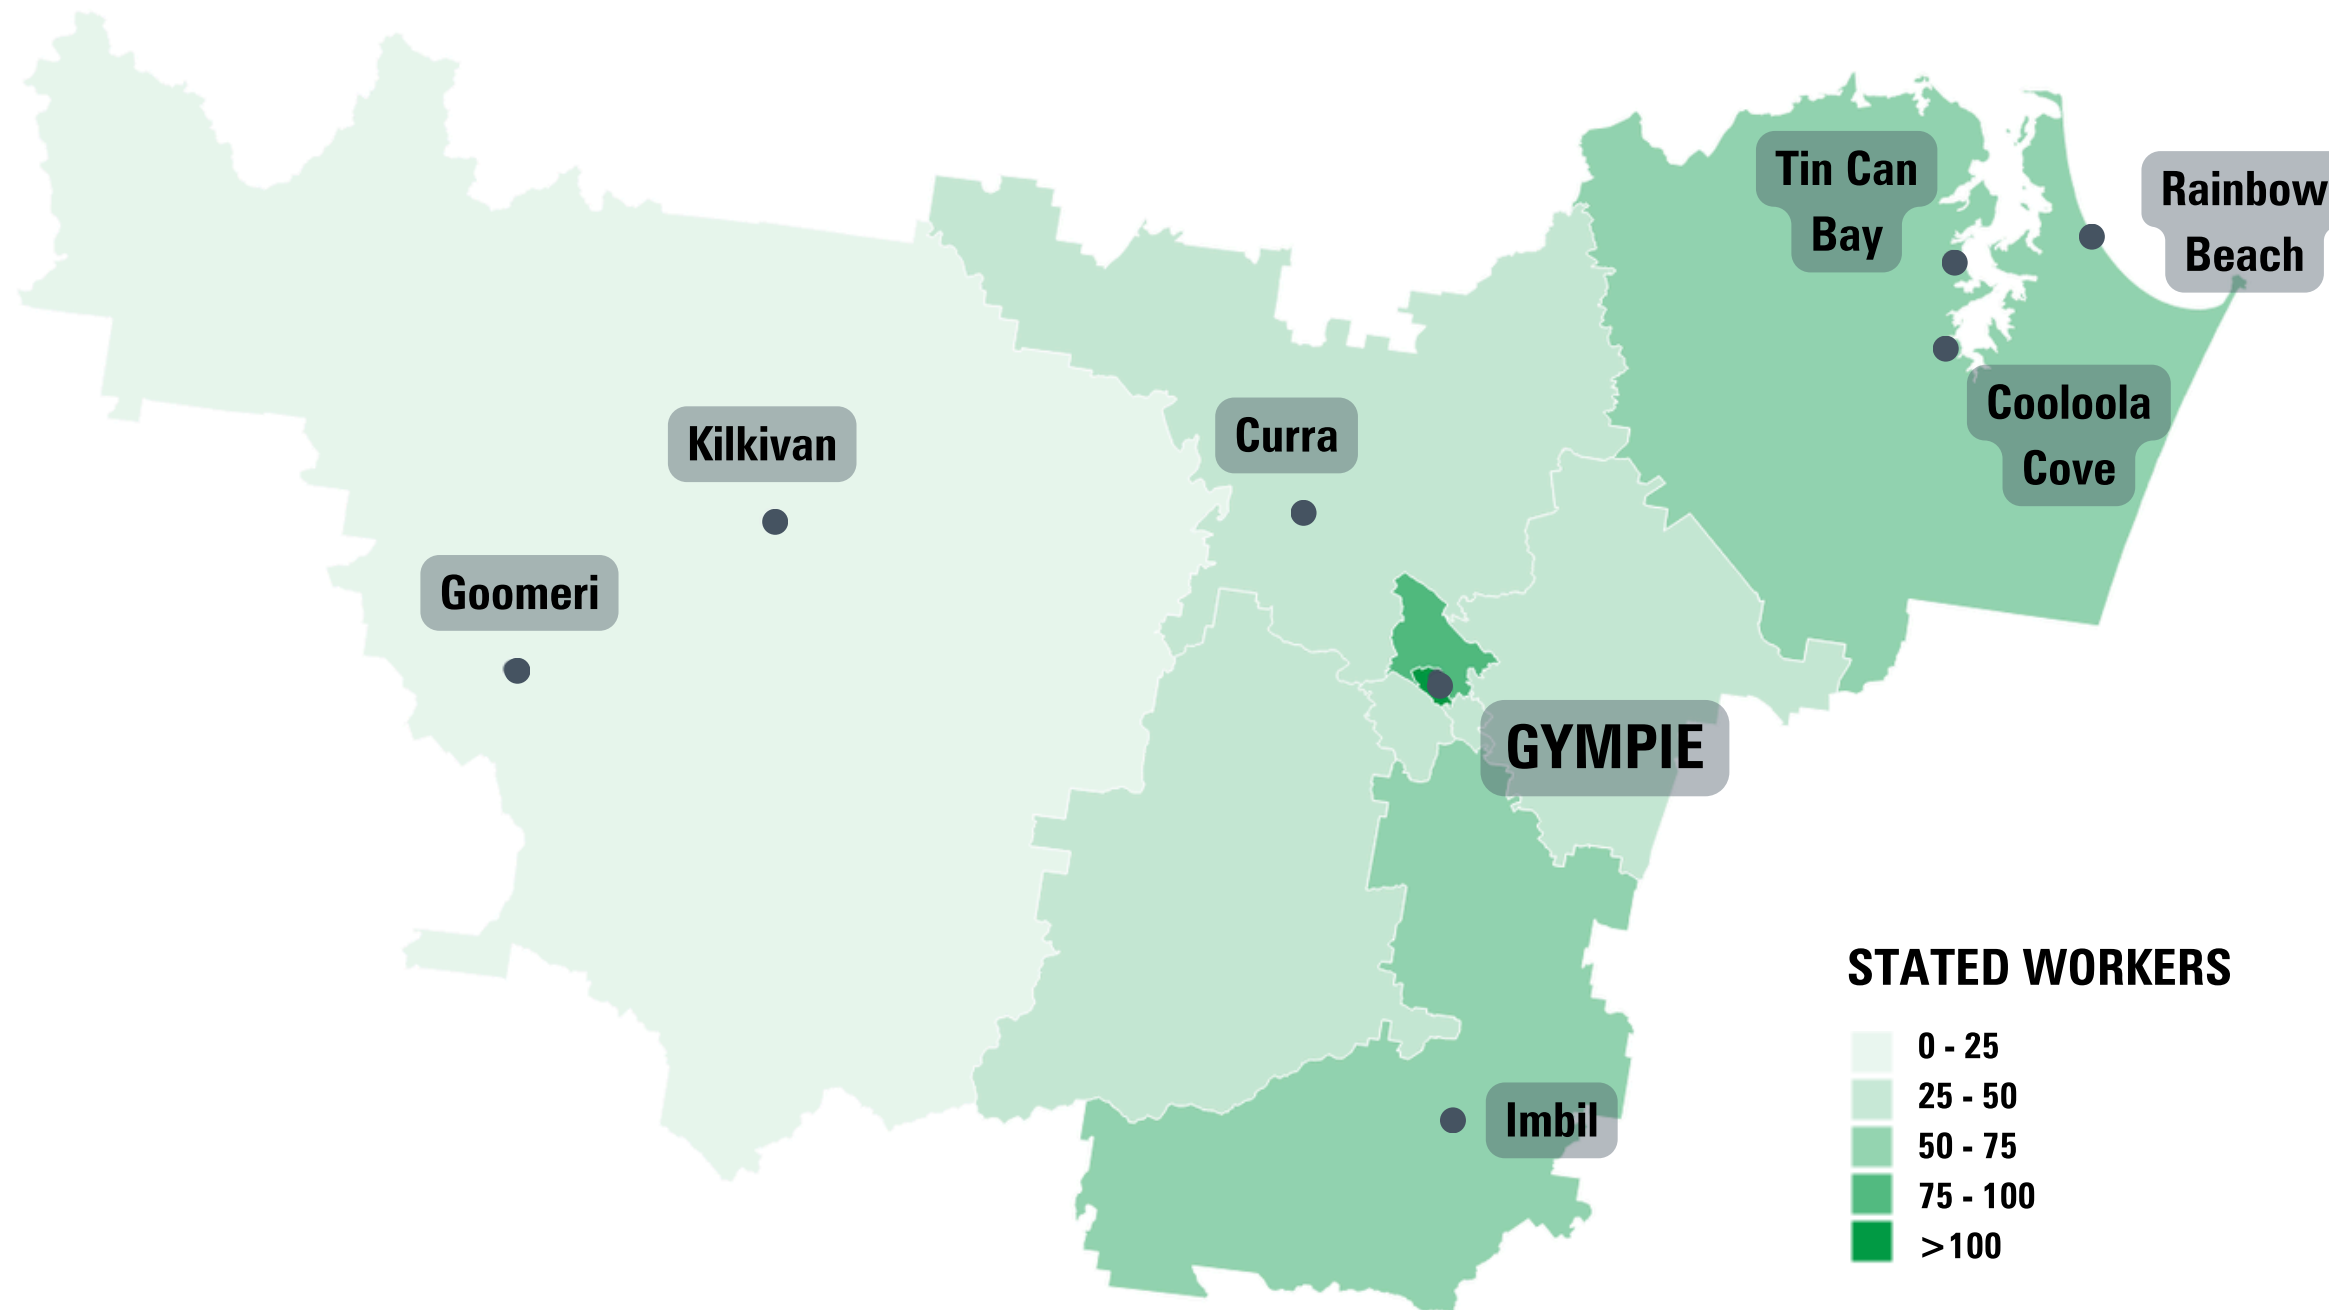 Tin Can
Bay
Rainbow
Beach
Kilkivan
Curra
Cooloola
Cove
Goomeri
GYMPIE
Imbil
STATED WORKERS
0 - 25
25 - 50
50 - 75
75 - 100
>100